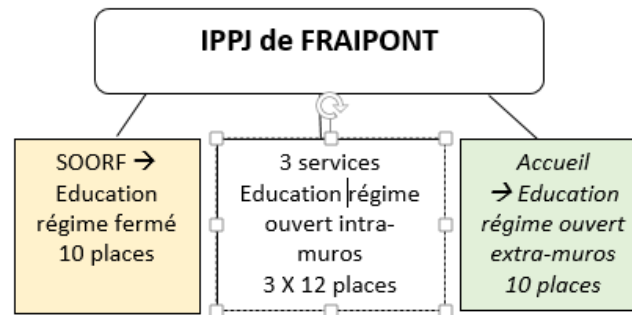 IPPJ de FRAIPONT
SOORF →
Education
régime fermé
10 places
3 services
Education régime
ouvert intra-
muros
3 X 12 places
Accueil
→ Education
régime ouvert
extra-muros
10 places